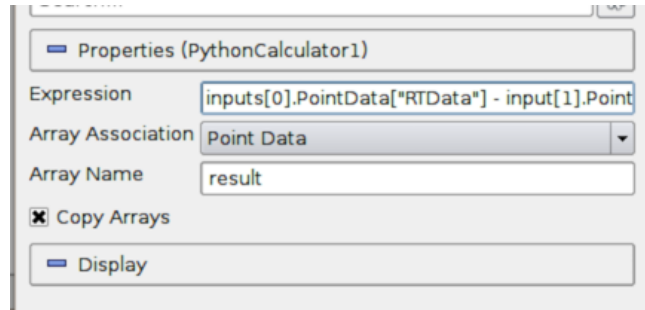 Properties (PythonCalculator1)
Expression inputs[0].PointData["RTData"] - input[1].Point
Array Association Point Data
Array Name result
Copy Arrays
Display